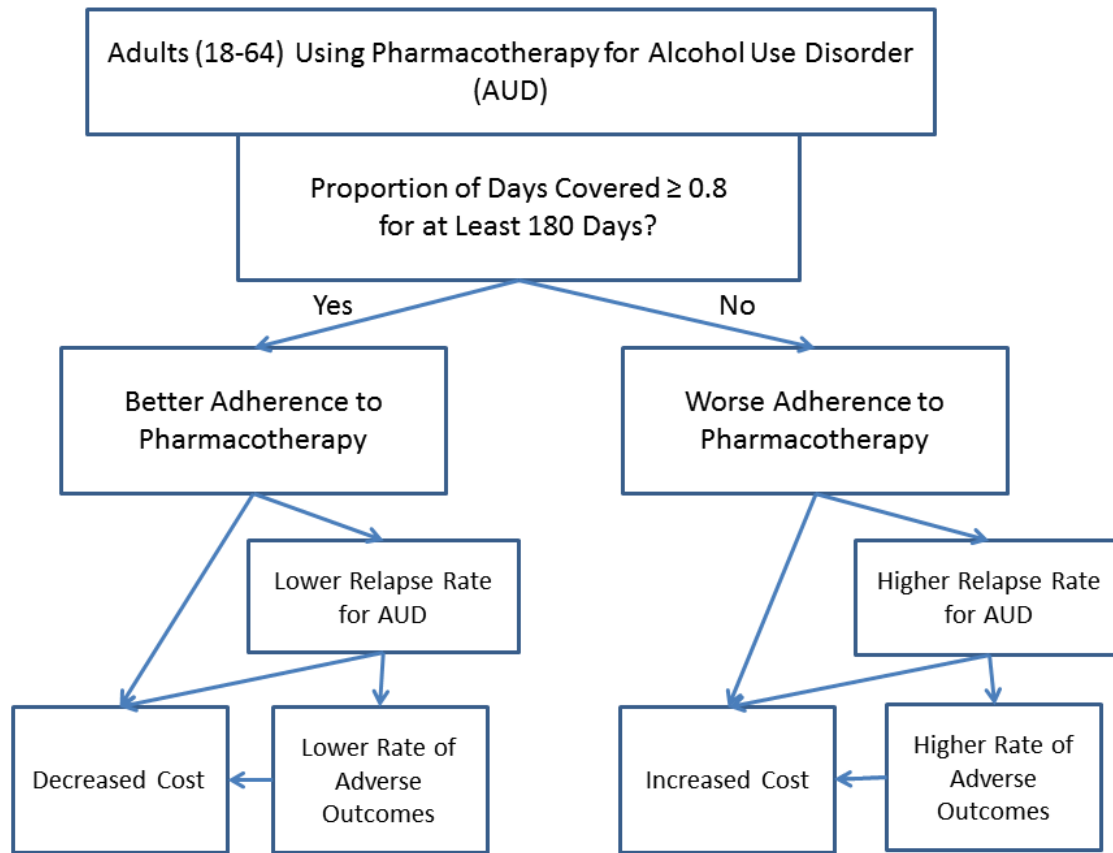 Adults (18-64) Using Pharmacotherapy for Alcohol Use Disorder
(AUD)
Proportion of Days Covered ≥ 0.8
for at Least 180 Days?
Yes
No
Better Adherence to
Pharmacotherapy
Worse Adherence to
Pharmacotherapy
Lower Relapse Rate
for AUD
Higher Relapse Rate
for AUD
Decreased Cost
Lower Rate of
Adverse
Outcomes
Increased Cost
Higher Rate of
Adverse
Outcomes